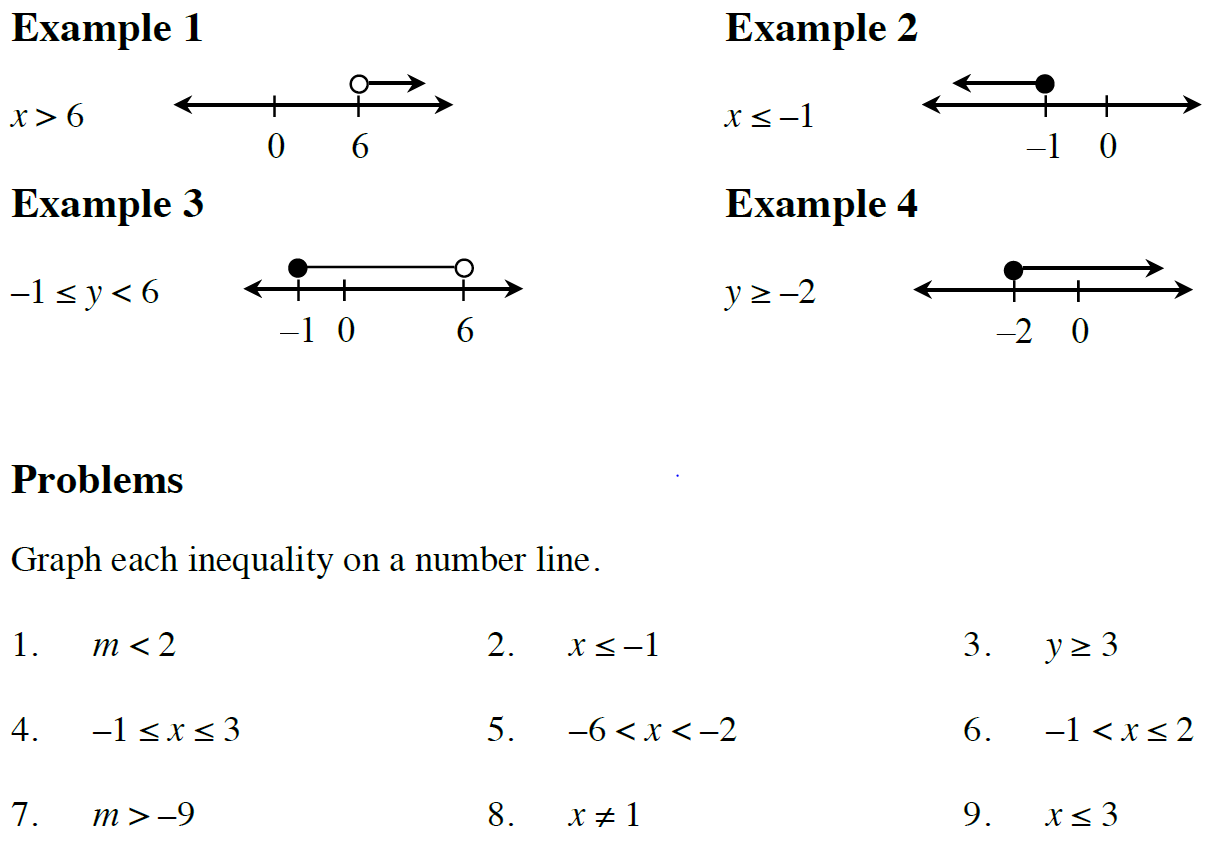 Example 1 Example 2
x > 6 x ≤ –1
0 6 –1 0
Example 3 Example 4
–1 ≤ y < 6 y ≥ –2
–1 0 6 –2 0
Problems
Graph each inequality on a number line.
1. m < 2 2. x ≤ –1 3. y ≥ 3
4. –1 ≤ x ≤ 3 5. –6 < x < –2 6. –1 < x ≤ 2
7. m > –9 8. x ≠ 1 9. x ≤ 3